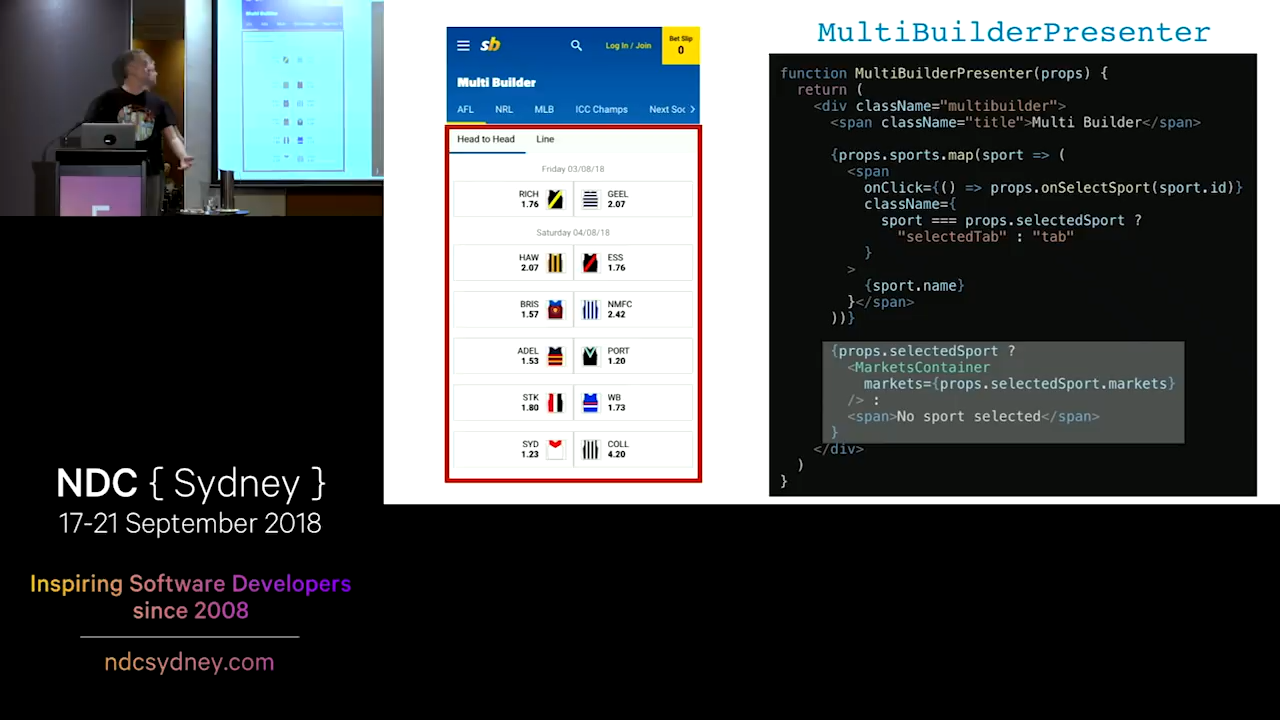 Multi Builder
sb
Log In / Join
Bet Slip
0
Multi Builder
AFL
NRL
MLB
ICC Champs
Next Soc
Head to Head
Line
Friday 03/08/18
RICH
1.76
GEEL
2.07
Saturday 04/08/18
HAW
2.07
ESS
1.76
BRIS
1.57
NMFC
2.42
ADEL
1.53
PORT
1.20
STK
1.80
WB
1.73
SYD
1.23
COLL
4.20
MultiBuilderPresenter
function MultiBuilderPresenter(props) {
return (
<div className="multibuilder">
<span className="title">Multi Builder</span>
{props.sports.map(sport => (
<span
onClick={() => props.onSelectSport(sport.id)}
className={
sport === props.selectedSport ?
"selectedTab" : "tab"
}
>
{sport.name}
}</span>
))}
{props.selectedSport ?
<MarketsContainer
markets={props.selectedSport.markets}
/> :
<span>No sport selected</span>
}
</div>
)
}
NDC { Sydney }
17-21 September 2018
Inspiring Software Developers
since 2008
ndcsydney.com